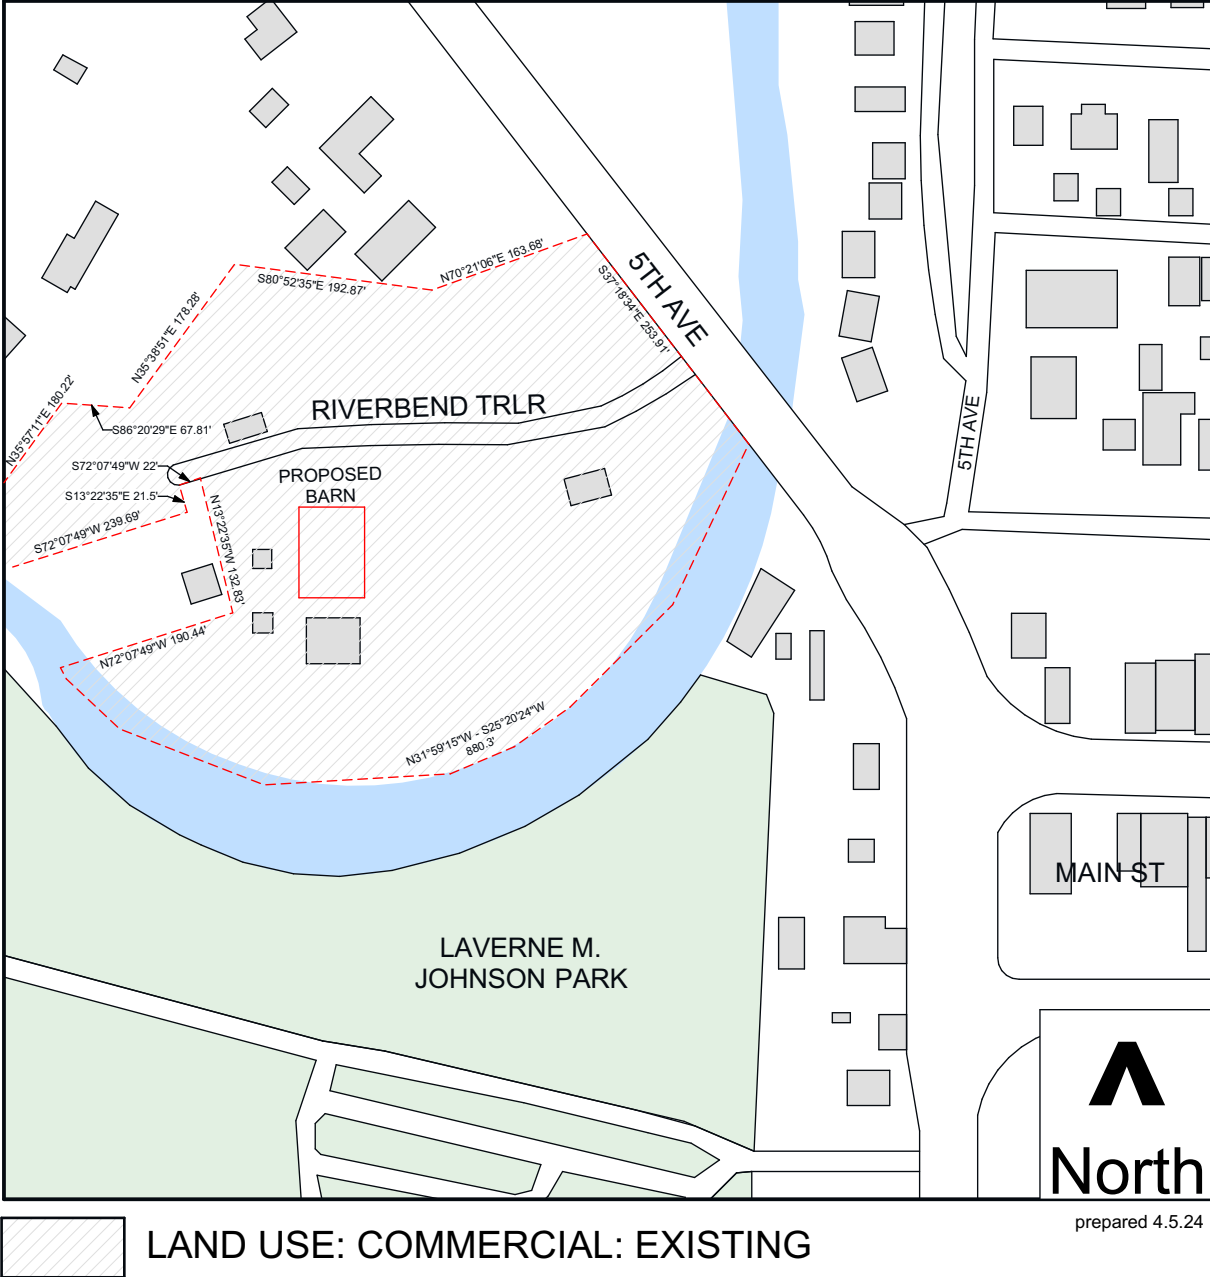 N70°21'06"E 163.68'
S80°52'35"E 192.87'
S37°18'34"E 253.91'
5TH AVE
N35°38'51"E 178.28'
N35°57'11"E 180.22'
S86°20'29"E 67.81'
RIVERBEND TRLR
5TH AVE
S72°07'49"W 22'
S13°22'35"E 21.5'
S72°07'49"W 239.69'
N13°22'35"W 132.83'
PROPOSED
BARN
N72°07'49"W 190.44'
N31°59'15"W - S25°20'24"W
880.3'
MAIN ST
LAVERNE M.
JOHNSON PARK
North
prepared 4.5.24
LAND USE: COMMERCIAL: EXISTING